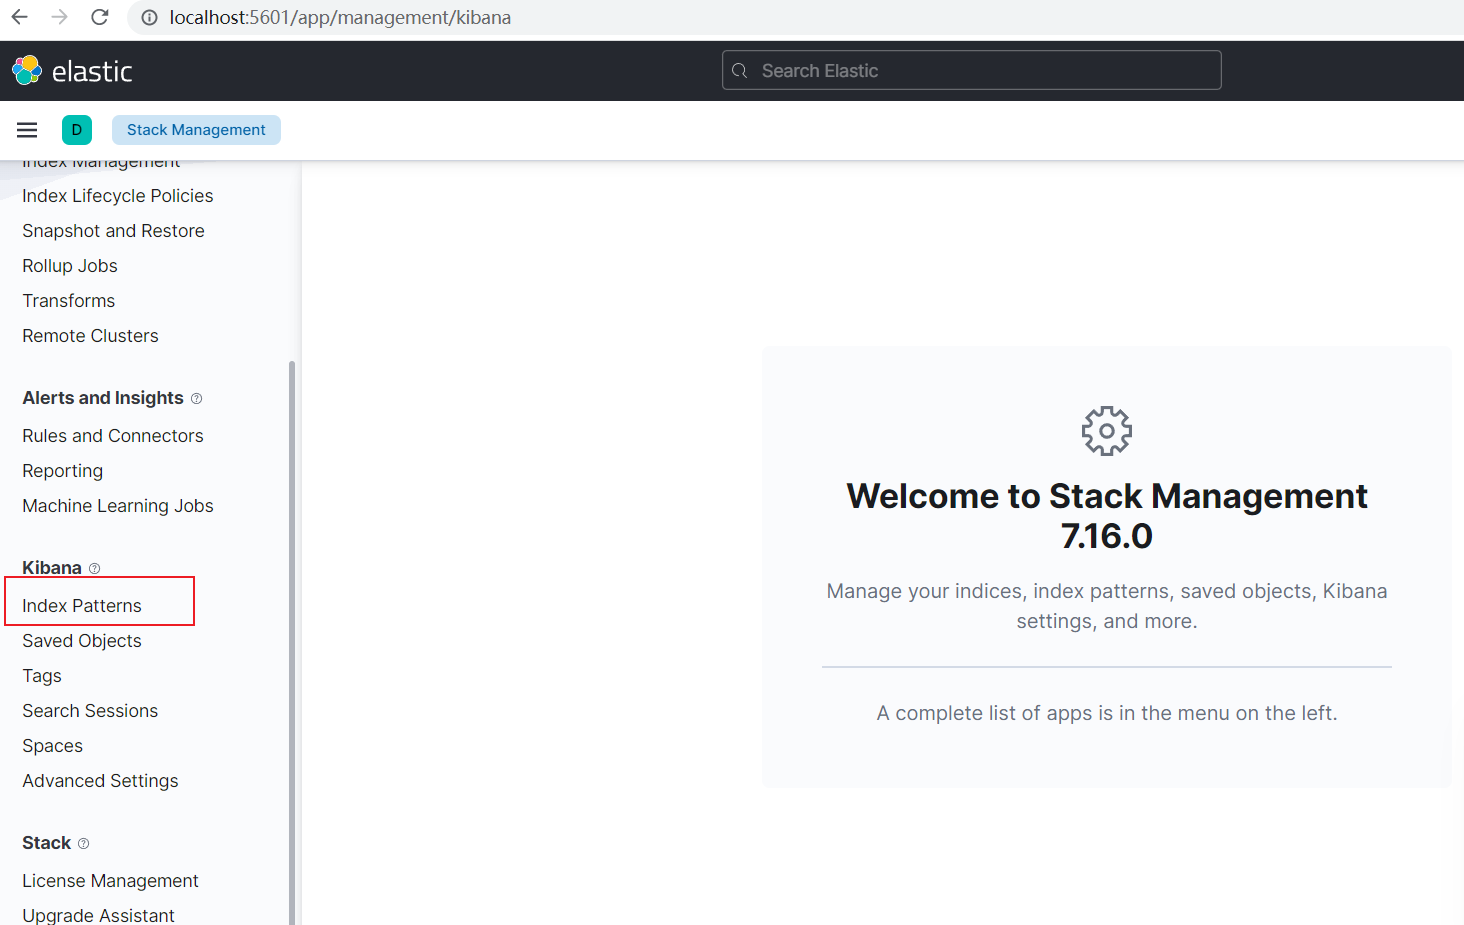 localhost:5601/app/management/kibana
elastic
Search Elastic
D
Stack Management
Index Management
Index Lifecycle Policies
Snapshot and Restore
Rollup Jobs
Transforms
Remote Clusters
Alerts and Insights
Rules and Connectors
Reporting
Machine Learning Jobs
Kibana
Index Patterns
Saved Objects
Tags
Search Sessions
Spaces
Advanced Settings
Stack
License Management
Upgrade Assistant
Welcome to Stack Management
7.16.0
Manage your indices, index patterns, saved objects, Kibana
settings, and more.
A complete list of apps is in the menu on the left.